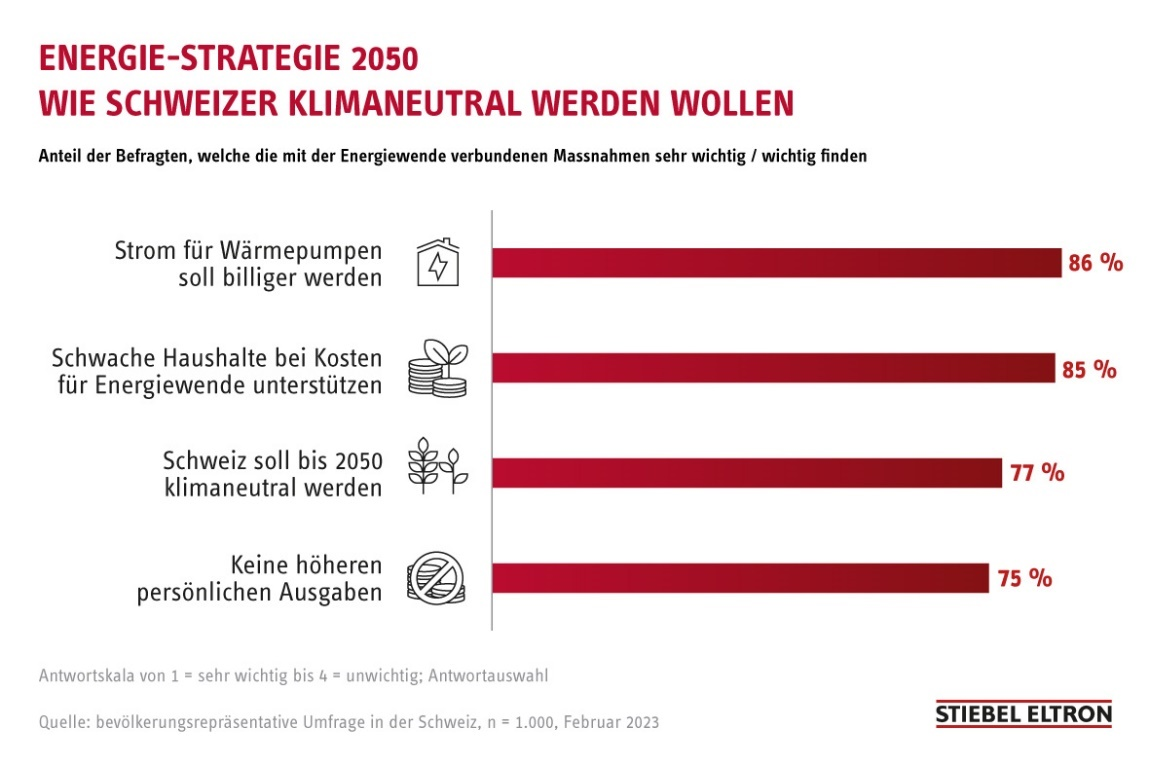 ENERGIE-STRATEGIE 2050
WIE SCHWEIZER KLIMANEUTRAL WERDEN WOLLEN
Anteil der Befragten, welche die mit der Energiewende verbundenen Massnahmen sehr wichtig / wichtig finden
Strom für Wärmepumpen
soll billiger werden
86 %
Schwache Haushalte bei Kosten
für Energiewende unterstützen
85 %
Schweiz soll bis 2050
klimaneutral werden
77 %
Keine höheren
persönlichen Ausgaben
75 %
Antwortskala von 1 = sehr wichtig bis 4 = unwichtig; Antwortauswahl
Quelle: bevölkerungsrepräsentative Umfrage in der Schweiz, n = 1.000, Februar 2023
STIEBEL ELTRON